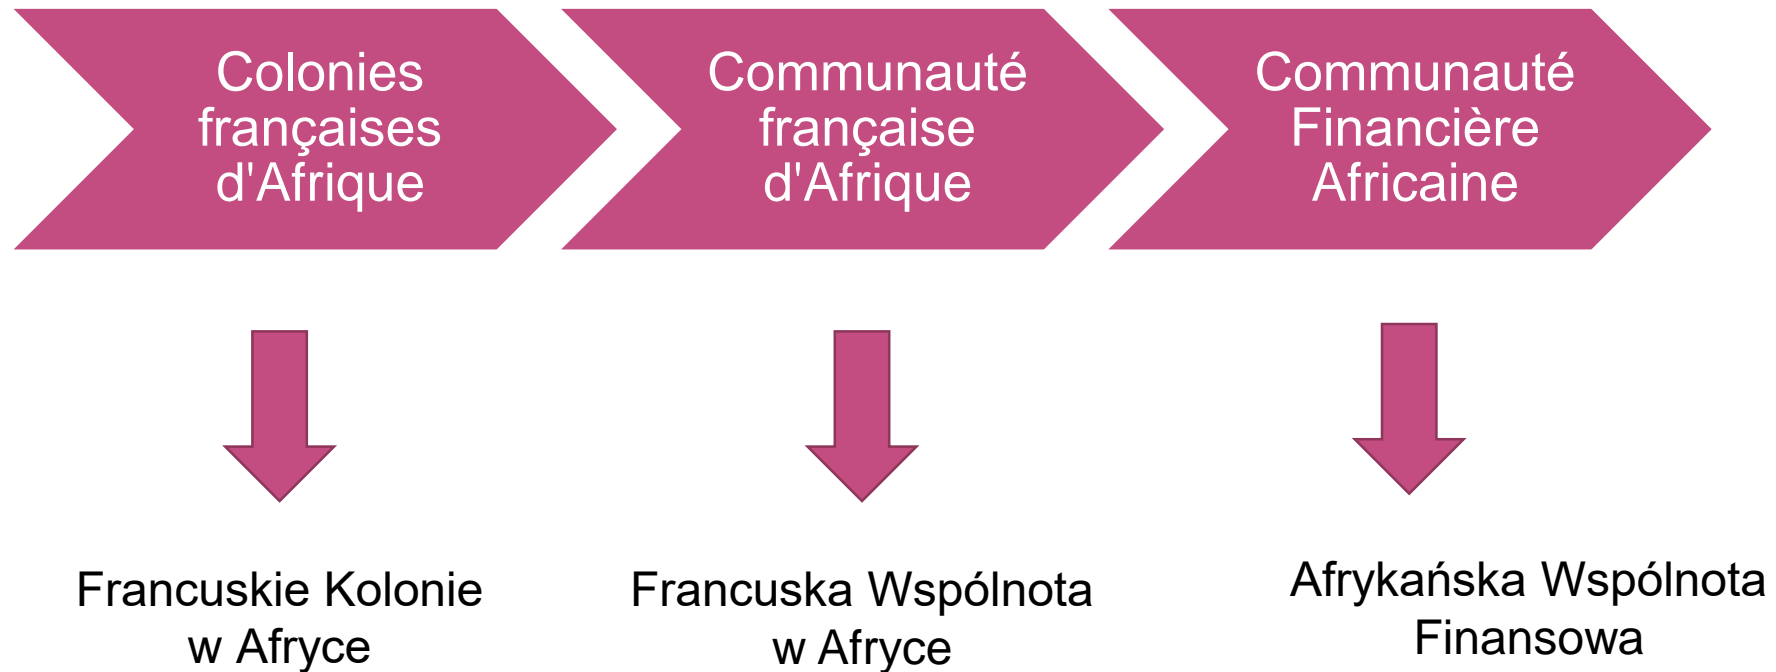 Colonies
françaises
d'Afrique
Communauté
française
d'Afrique
Communauté
Financière
Africaine
Francuskie Kolonie
w Afryce
Francuska Wspólnota
w Afryce
Afrykańska Wspólnota
Finansowa